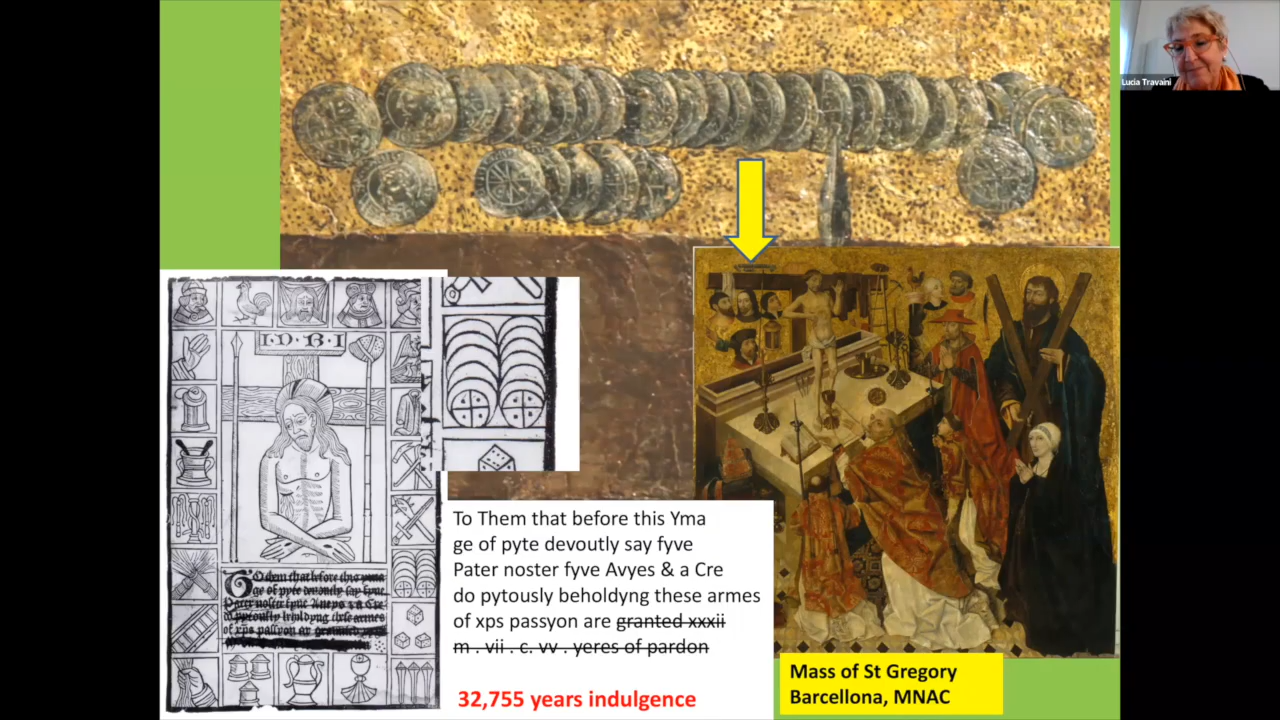 Lucia Travaini
I·D·R·I
To Them that before this Yma
ge of pyte devoutly say fyve
Pater noster fyve Avyes & a Cre
do pytously beholdyng these armes
of xps passyon are granted xxxii
m . vii . c. vv . yeres of pardon
32,755 years indulgence
Mass of St Gregory
Barcellona, MNAC